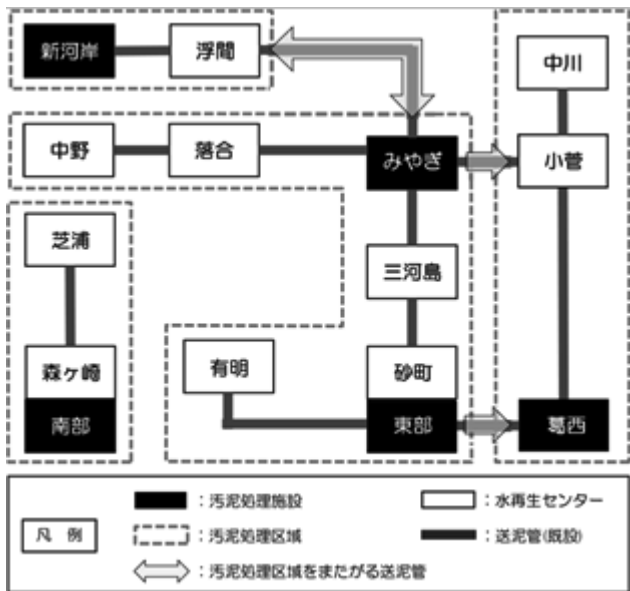 新河岸
浮間
中川
中野
落合
みやぎ
小菅
芝浦
三河島
森ヶ崎
南部
有明
砂町
東部
葛西
凡 例
：汚泥処理施設
：水再生センター
：汚泥処理区域
：送泥管(既設)
：汚泥処理区域をまたがる送泥管